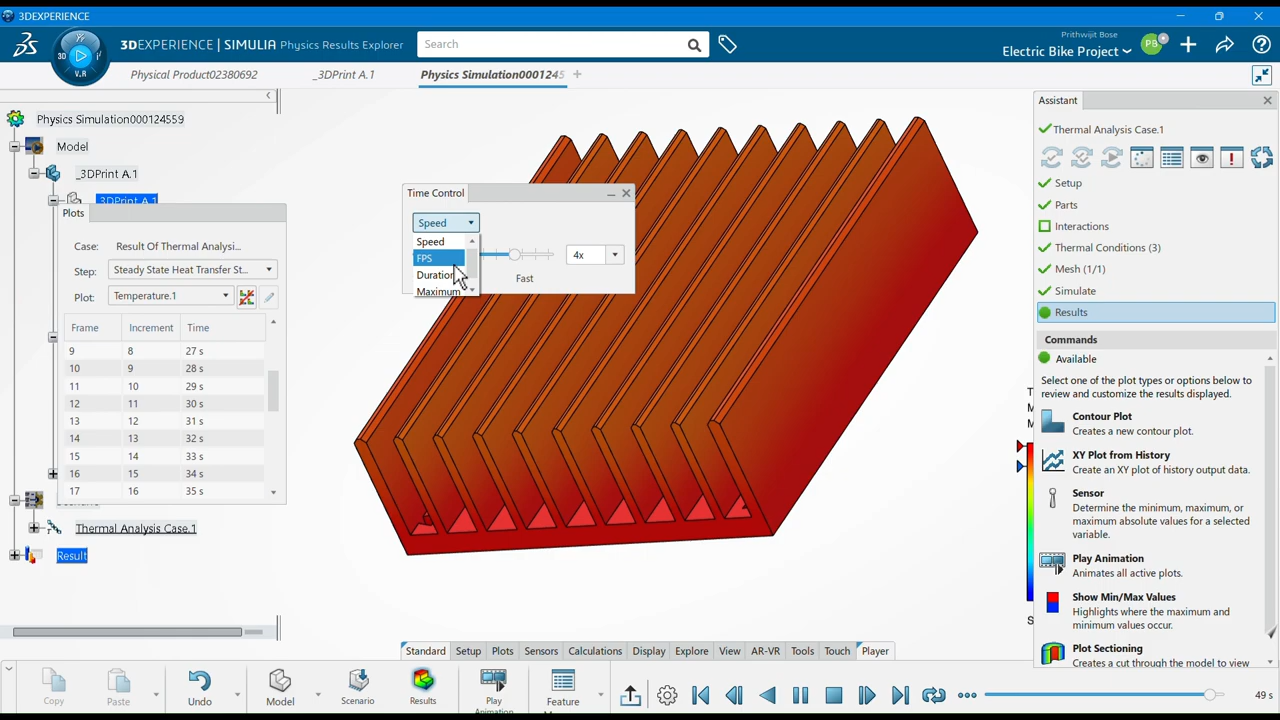 3DEXPERIENCE
3D
V.R
3DEXPERIENCE | SIMULIA Physics Results Explorer
Search
Prithwijit Bose
Electric Bike Project
PB
Physical Product02380692
_3DPrint A.1
Physics Simulation0001245
Physics Simulation000124559
Model
_3DPrint A.1
3DPrint A.1
Plots
Case: Result Of Thermal Analysi...
Step: Steady State Heat Transfer St...
Plot: Temperature.1
Frame Increment Time
9 8 27 s
10 9 28 s
11 10 29 s
12 11 30 s
13 12 31 s
14 13 32 s
15 14 33 s
16 15 34 s
17 16 35 s
Thermal Analysis Case.1
Result
Time Control
Speed
Speed
FPS
Duration
Maximum
4x
Fast
Assistant
Thermal Analysis Case.1
Setup
Parts
Interactions
Thermal Conditions (3)
Mesh (1/1)
Simulate
Results
Commands
Available
Select one of the plot types or options below to
review and customize the results displayed.
Contour Plot
Creates a new contour plot.
XY Plot from History
Create an XY plot of history output data.
Sensor
Determine the minimum, maximum, or
maximum absolute values for a selected
variable.
Play Animation
Animates all active plots.
Show Min/Max Values
Highlights where the maximum and
minimum values occur.
Plot Sectioning
Creates a cut through the model to view
Standard Setup Plots Sensors Calculations Display Explore View AR-VR Tools Touch Player
Copy
Paste
Undo
Model
Scenario
Results
Play
Animation
Feature
49 s